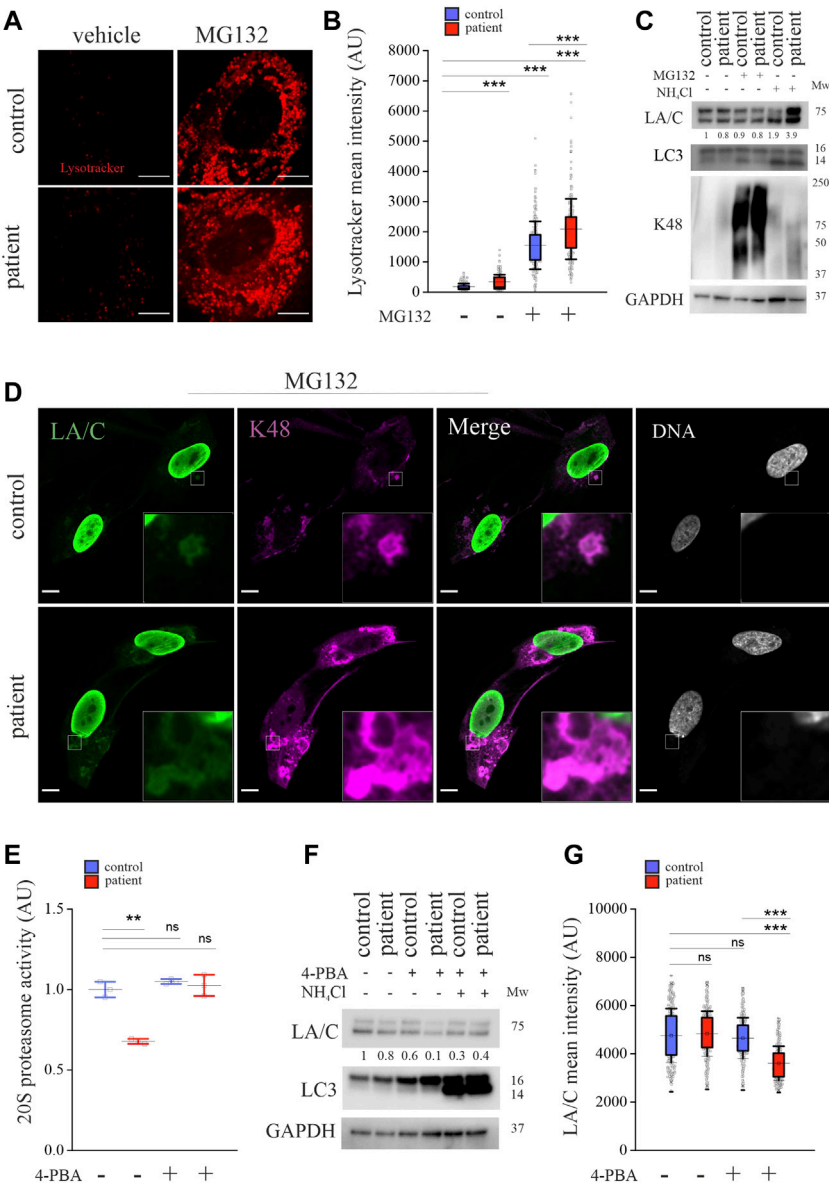 A
vehicle
MG132
control
Lysotracker
patient
B
control
patient
Lysotracker mean intensity (AU)
8000
7000
6000
5000
4000
3000
2000
1000
0
***
***
***
***
MG132
- - + +
C
control
patient
control
patient
control
patient
MG132 - - + + - -
NH4Cl - - - - + +
Mw
LA/C
75
1 0.8 0.9 0.8 1.9 3.9
LC3
16
14
K48
250
75
50
37
GAPDH
37
D
MG132
LA/C
K48
Merge
DNA
control
patient
E
control
patient
20S proteasome activity (AU)
1.5
1.0
0.5
0.0
**
ns
ns
4-PBA
- - + +
F
control
patient
control
patient
control
patient
4-PBA - - + + + +
NH4Cl - - - - + +
Mw
LA/C
75
1 0.8 0.6 0.1 0.3 0.4
LC3
16
14
GAPDH
37
G
control
patient
LA/C mean intensity (AU)
10000
8000
6000
4000
2000
0
***
***
ns
ns
4-PBA
- - + +